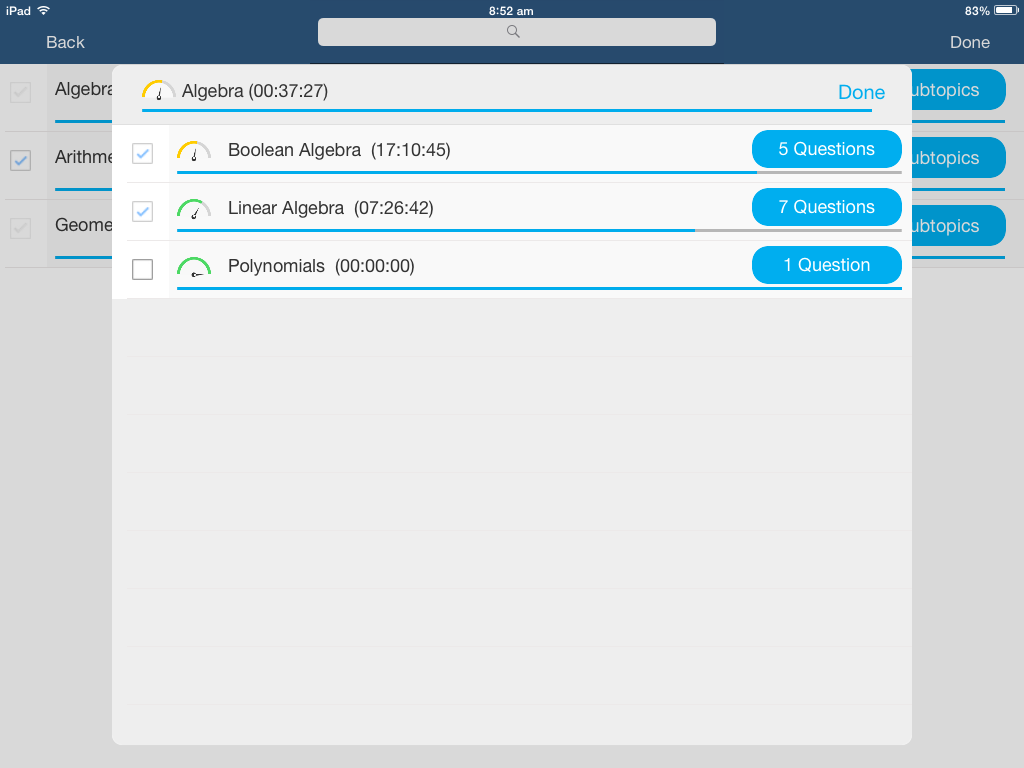 iPad 8:52 am 83%
Back Done
Algebra (00:37:27) Done
Boolean Algebra (17:10:45) 5 Questions
Linear Algebra (07:26:42) 7 Questions
Polynomials (00:00:00) 1 Question
Algebra
Arithme
Geome
ubtopics
ubtopics
ubtopics